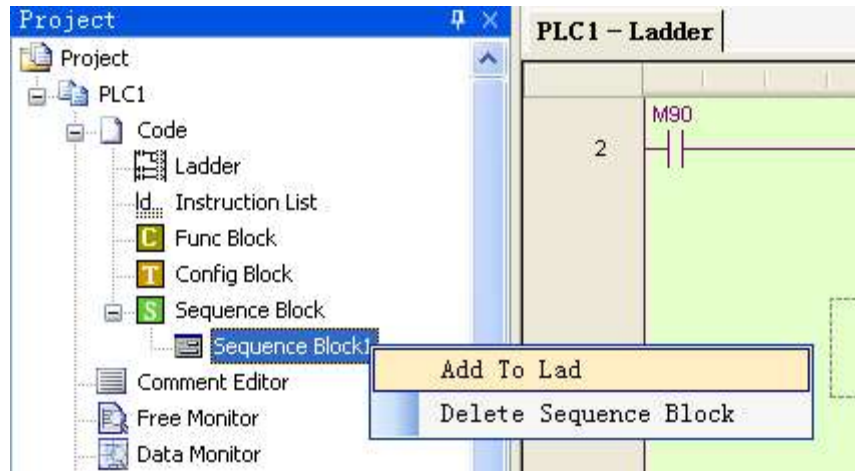 Project
Project
PLC1
Code
Ladder
Instruction List
Func Block
Config Block
Sequence Block
Sequence Block1
Comment Editor
Free Monitor
Data Monitor
Add To Lad
Delete Sequence Block
PLC1 - Ladder
M90
2
ld...
C
T
S